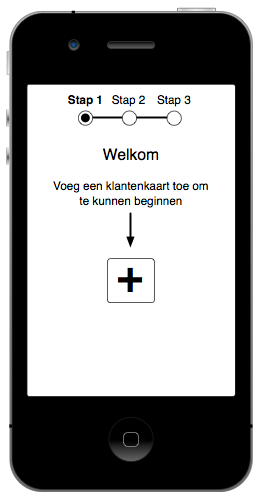 Stap 1 Stap 2 Stap 3
Welkom
Voeg een klantenkaart toe om
te kunnen beginnen